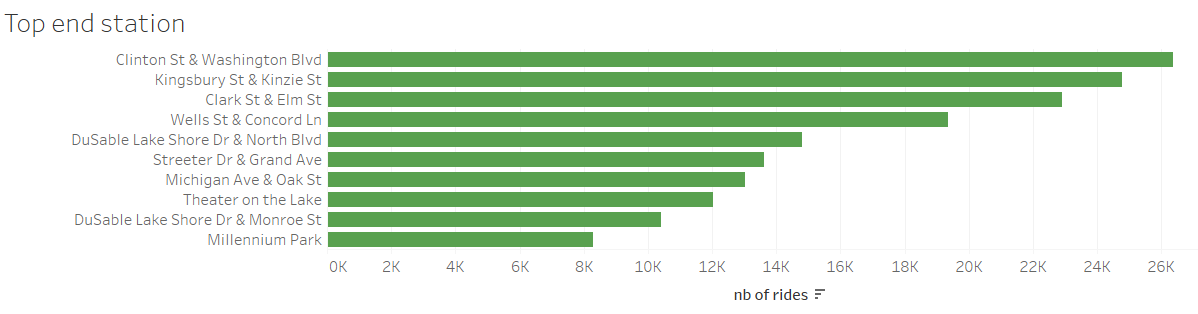 Top end station
Clinton St & Washington Blvd
Kingsbury St & Kinzie St
Clark St & Elm St
Wells St & Concord Ln
DuSable Lake Shore Dr & North Blvd
Streeter Dr & Grand Ave
Michigan Ave & Oak St
Theater on the Lake
DuSable Lake Shore Dr & Monroe St
Millennium Park
0K 2K 4K 6K 8K 10K 12K 14K 16K 18K 20K 22K 24K 26K
nb of rides